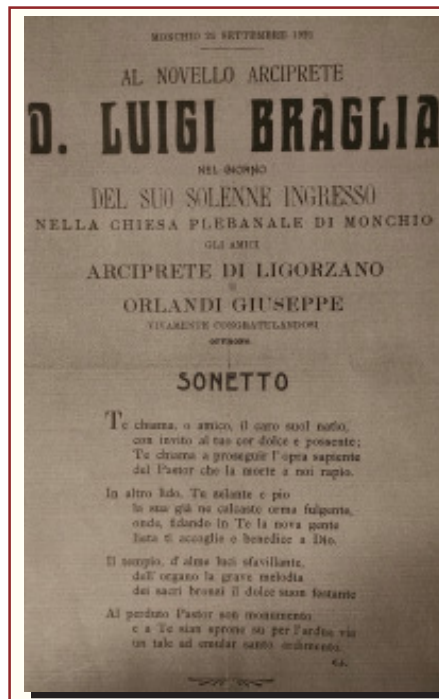 MONCHIO 25 SETTEMBRE
AL NOVELLO ARCIPRETE
D. LUIGI BRAGLIA
NEL GIORNO
DEL SUO SOLENNE INGRESSO
NELLA CHIESA PLEBANALE DI MONCHIO
GLI AMICI
ARCIPRETE DI LIGORZANO
E
ORLANDI GIUSEPPE
VIVAMENTE CONGRATULANDOSI
OFFRONO
SONETTO
Te chiama, o amico, il caro suol natìo,
con invito al tuo cor dolce e possente;
Te chiama a proseguir l'opra sapiente
del Pastor che la morte a noi rapìo.
In altro lido, Te zelante e pio
la sua già ne calcaste orma fulgente,
onde, fidando in Te la nova gente
lieta ti accoglie e benedice a Dio.
Il tempio, d'alme luci sfavillante,
dell'organo la grave melodia
dei sacri bronzi il dolce suon festante
Al perduto Pastor son monumento
e a Te sian sprone su per l'ardua via
un tale ad emular santo ardimento.